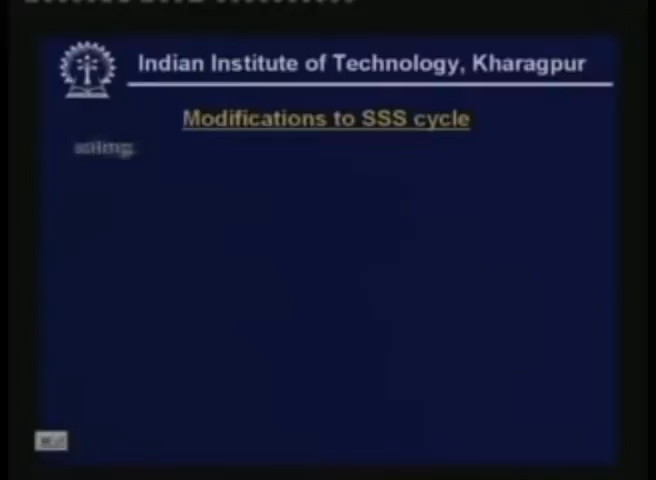 Indian Institute of Technology, Kharagpur
Modifications to SSS cycle